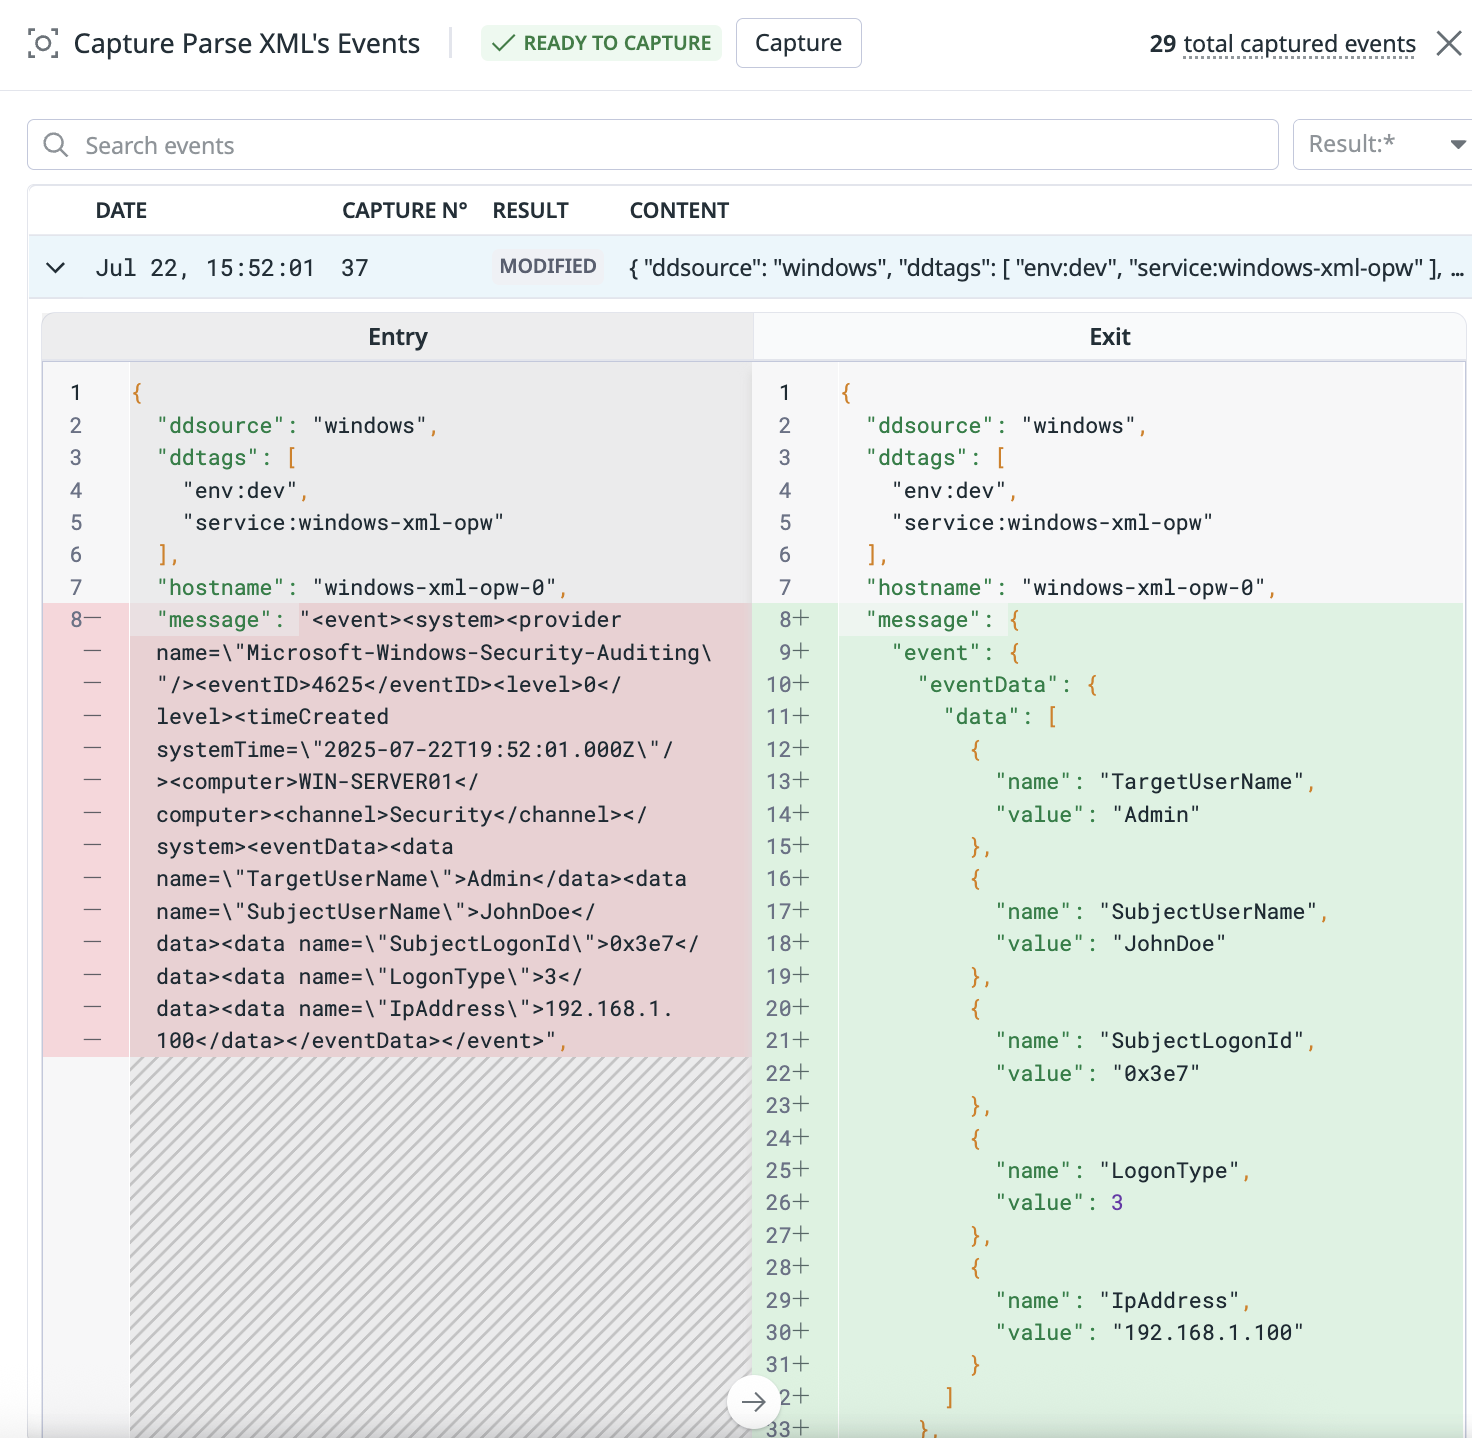 Capture Parse XML's Events
READY TO CAPTURE
Capture
29 total captured events
Search events
Result:*
DATE CAPTURE N° RESULT CONTENT
Jul 22, 15:52:01 37 MODIFIED { "ddsource": "windows", "ddtags": [ "env:dev", "service:windows-xml-opw" ], ...
Entry
1 {
2 "ddsource": "windows",
3 "ddtags": [
4 "env:dev",
5 "service:windows-xml-opw"
6 ],
7 "hostname": "windows-xml-opw-0",
8— "message": "<event><system><provider
— name=\"Microsoft-Windows-Security-Auditing\
— "/><eventID>4625</eventID><level>0</
— level><timeCreated
— systemTime=\"2025-07-22T19:52:01.000Z\"/
— ><computer>WIN-SERVER01</
— computer><channel>Security</channel></
— system><eventData><data
— name=\"TargetUserName\">Admin</data><data
— name=\"SubjectUserName\">JohnDoe</
— data><data name=\"SubjectLogonId\">0x3e7</
— data><data name=\"LogonType\">3</
— data><data name=\"IpAddress\">192.168.1.
— 100</data></eventData></event>",
Exit
1 {
2 "ddsource": "windows",
3 "ddtags": [
4 "env:dev",
5 "service:windows-xml-opw"
6 ],
7 "hostname": "windows-xml-opw-0",
8+ "message": {
9+ "event": {
10+ "eventData": {
11+ "data": [
12+ {
13+ "name": "TargetUserName",
14+ "value": "Admin"
15+ },
16+ {
17+ "name": "SubjectUserName",
18+ "value": "JohnDoe"
19+ },
20+ {
21+ "name": "SubjectLogonId",
22+ "value": "0x3e7"
23+ },
24+ {
25+ "name": "LogonType",
26+ "value": 3
27+ },
28+ {
29+ "name": "IpAddress",
30+ "value": "192.168.1.100"
31+ }
2+ ]
33+ },